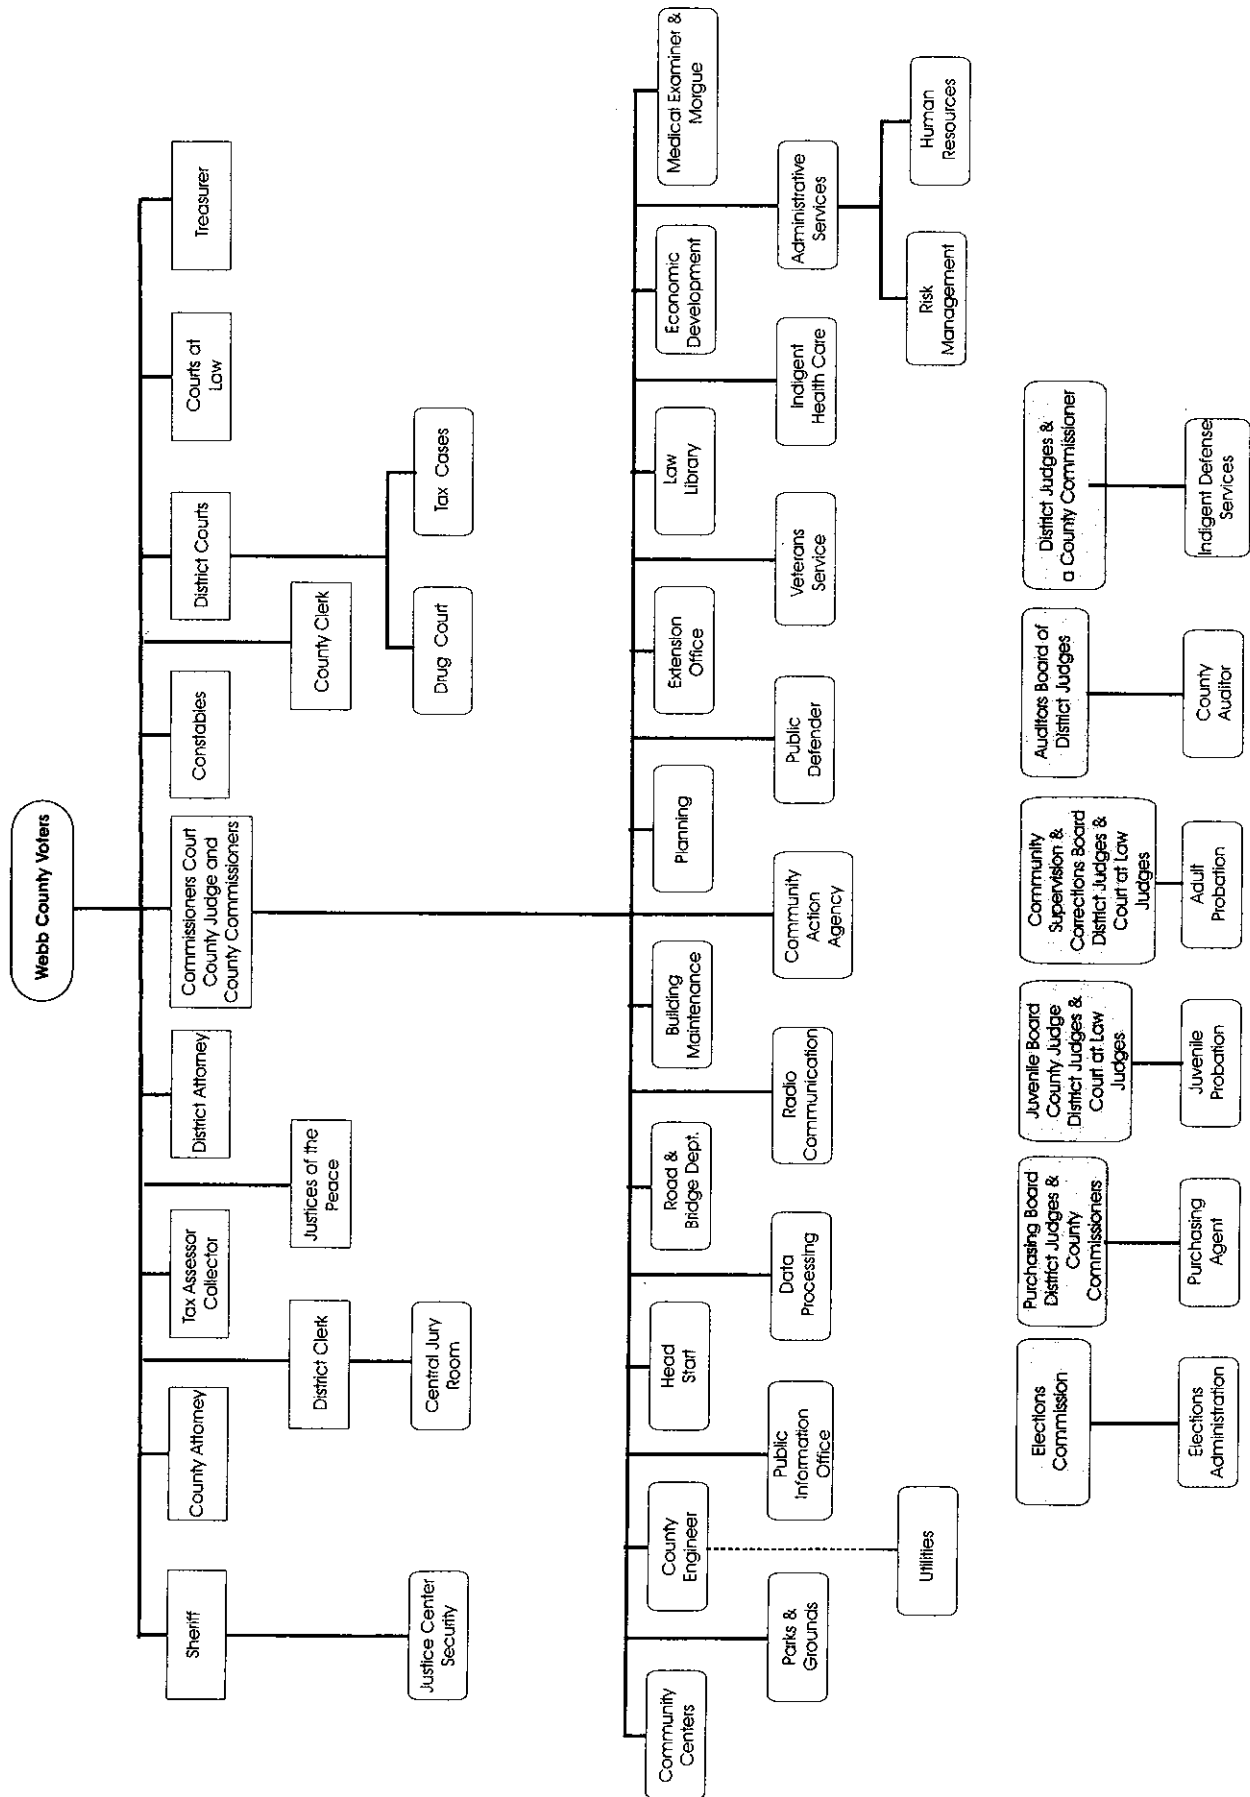 Webb County Voters
Sheriff
County Attorney
Tax Assessor
Collector
District Attorney
Commissioners Court
County Judge and
County Commissioners
Constables
District Courts
Courts at
Law
Treasurer
District Clerk
Justices of the
Peace
County Clerk
Justice Center
Security
Central Jury
Room
Drug Court
Tax Cases
Community
Centers
County
Engineer
Head
Start
Road &
Bridge Dept.
Building
Maintenance
Planning
Extension
Office
Law
Library
Economic
Development
Medical Examiner &
Morgue
Parks &
Grounds
Public
Information
Office
Data
Processing
Radio
Communication
Community
Action
Agency
Public
Defender
Veterans
Service
Indigent
Health Care
Administrative
Services
Utilities
Risk
Management
Human
Resources
Elections
Commission
Purchasing Board
District Judges &
County
Commissioners
Juvenile Board
County Judge
District Judges &
Court at Law
Judges
Community
Supervision &
Corrections Board
District Judges &
Court at Law
Judges
Auditors Board of
District Judges
District Judges &
a County Commissioner
Elections
Administration
Purchasing
Agent
Juvenile
Probation
Adult
Probation
County
Auditor
Indigent Defense
Services